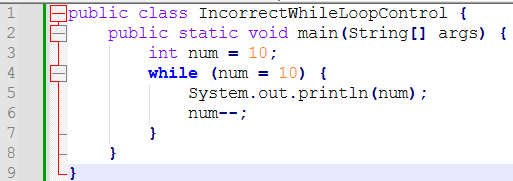 1 public class IncorrectWhileLoopControl {
2 public static void main(String[] args) {
3 int num = 10;
4 while (num = 10) {
5 System.out.println(num);
6 num--;
7 }
8 }
9 }